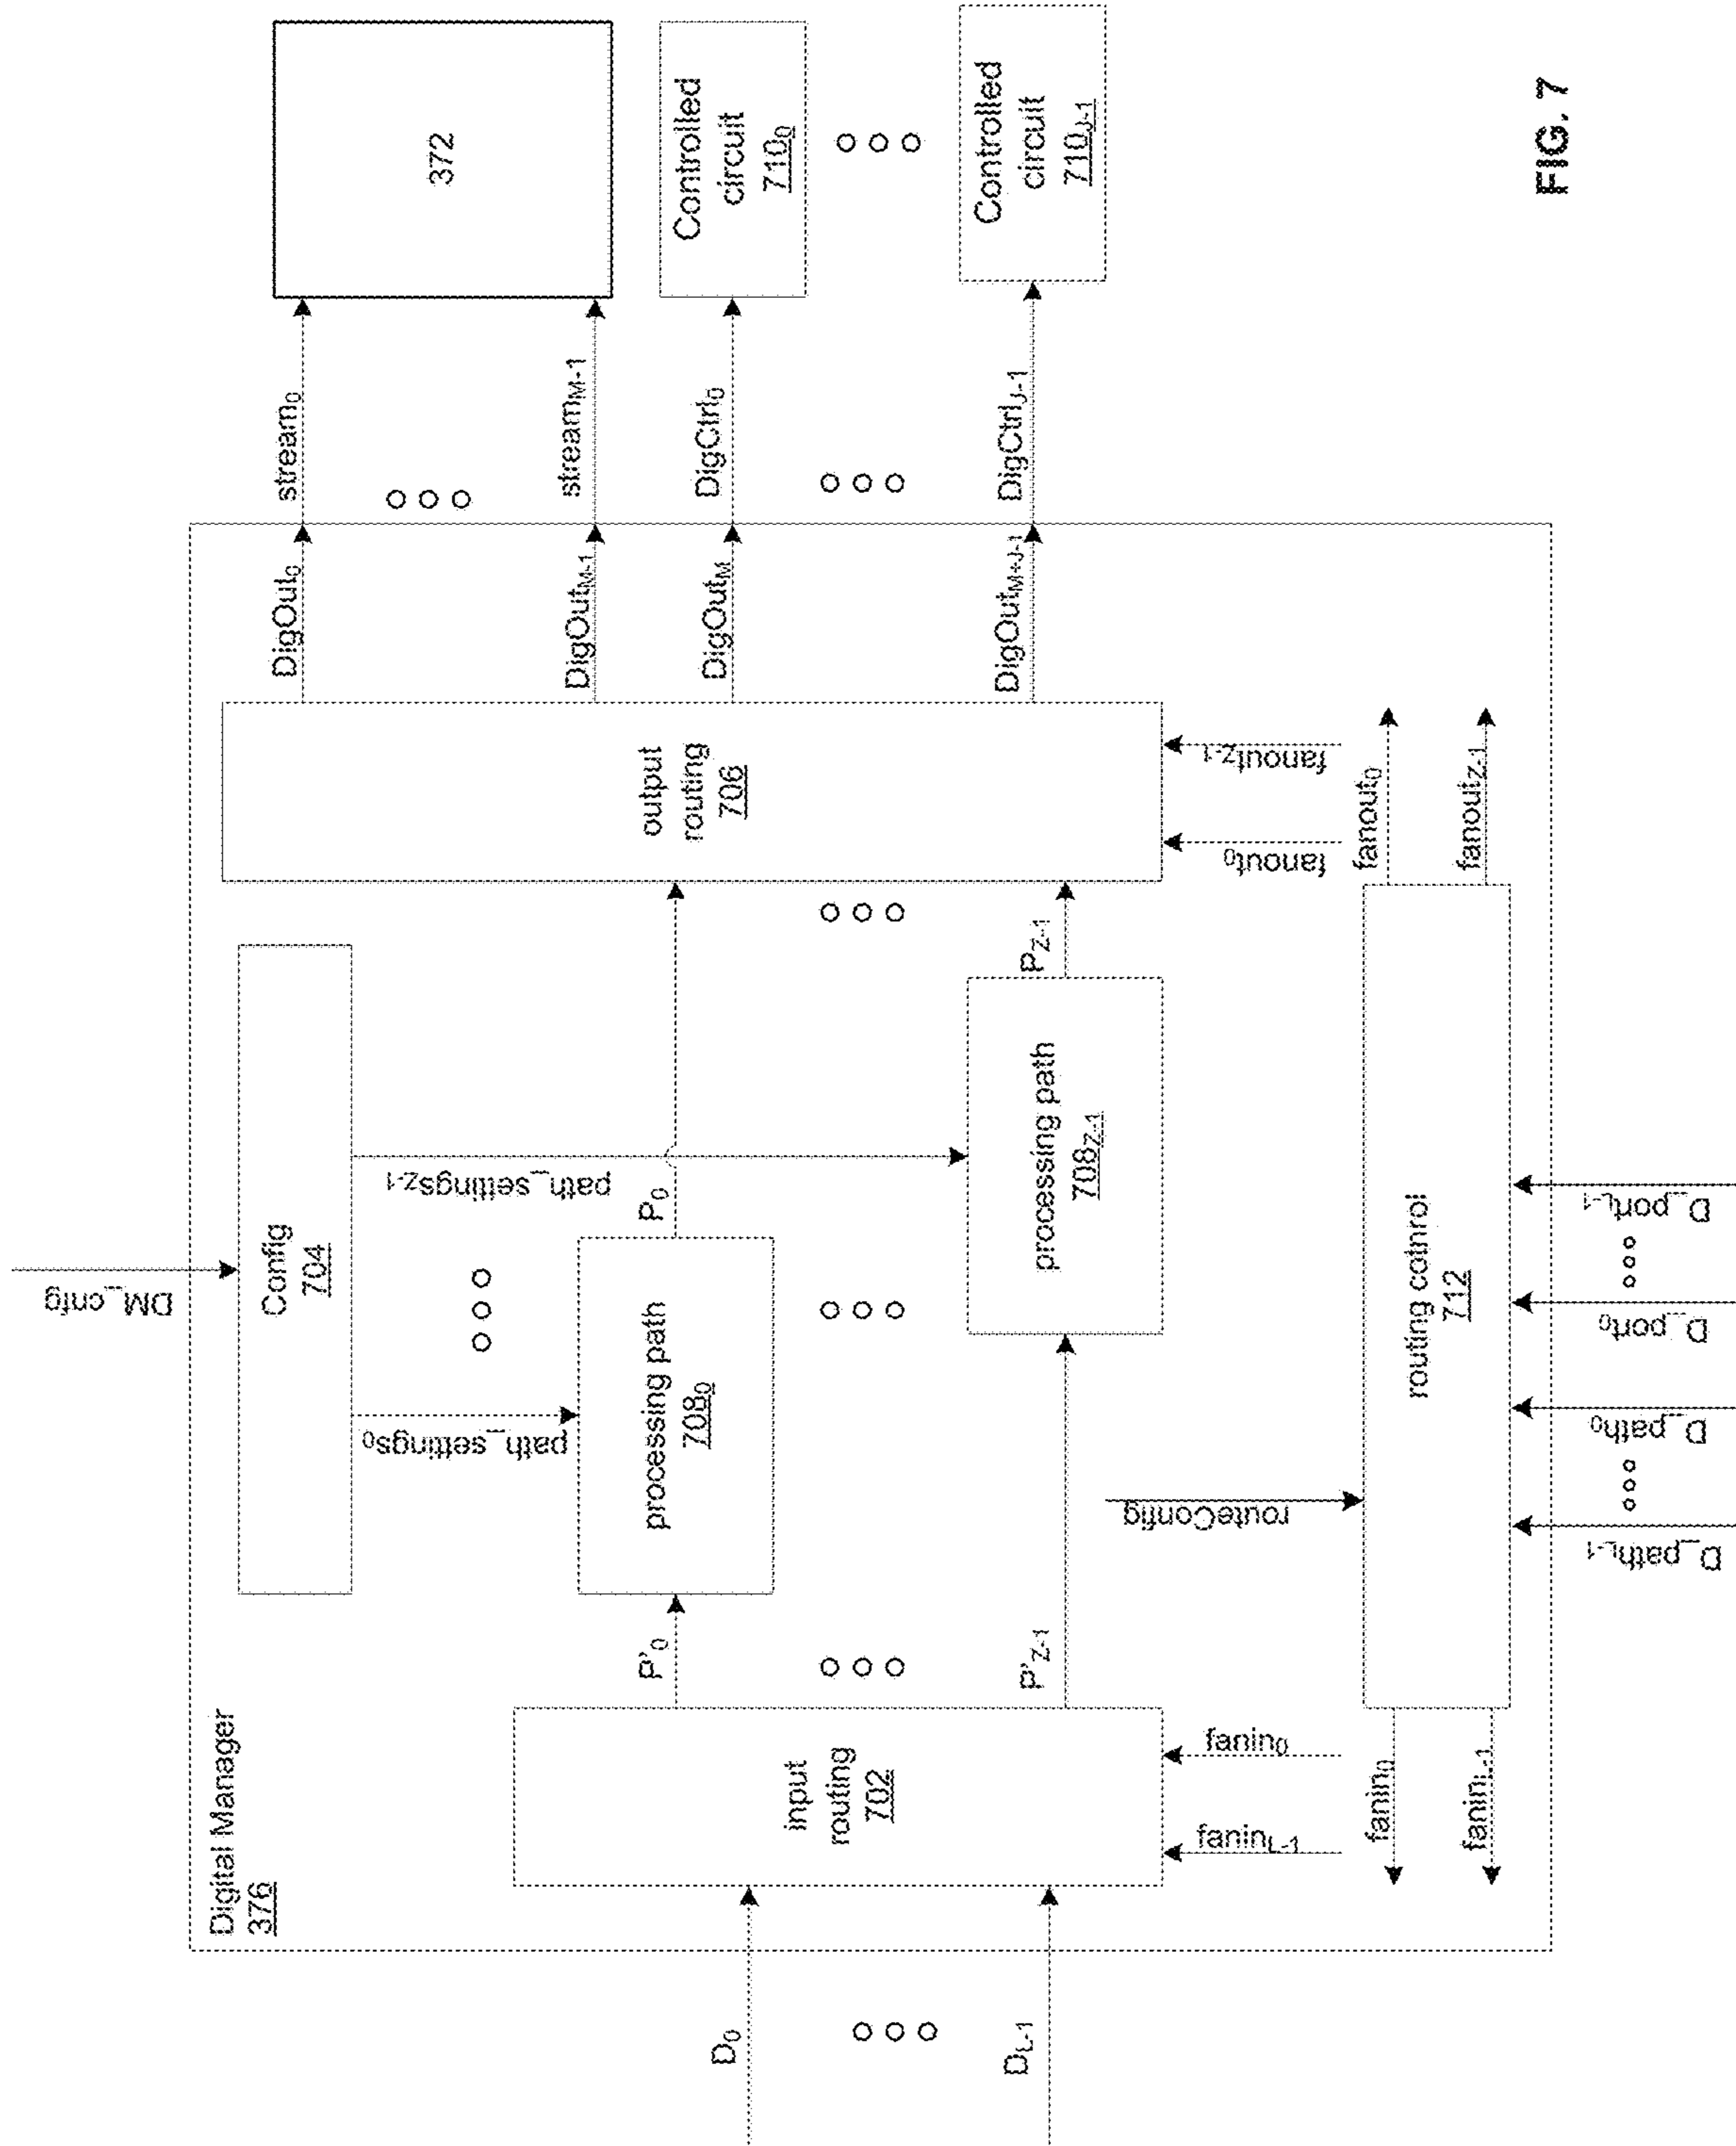 DM_cnfg
Digital Manager
376
Config
704
path_settings0
path_settingsZ-1
D0
DL-1
input
routing
702
P'0
P'Z-1
processing path
7080
processing path
708Z-1
P0
PZ-1
output
routing
706
DigOut0
DigOutM-1
DigOutM
DigOutM+J-1
stream0
streamM-1
DigCtrl0
DigCtrlJ-1
372
Controlled
circuit
7100
Controlled
circuit
710J-1
faninL-1
fanin0
fanout0
fanoutZ-1
routeConfig
routing cotnrol
712
fanin0
faninL-1
fanout0
fanoutZ-1
D_pathL-1
D_path0
D_port0
D_portL-1
FIG. 7